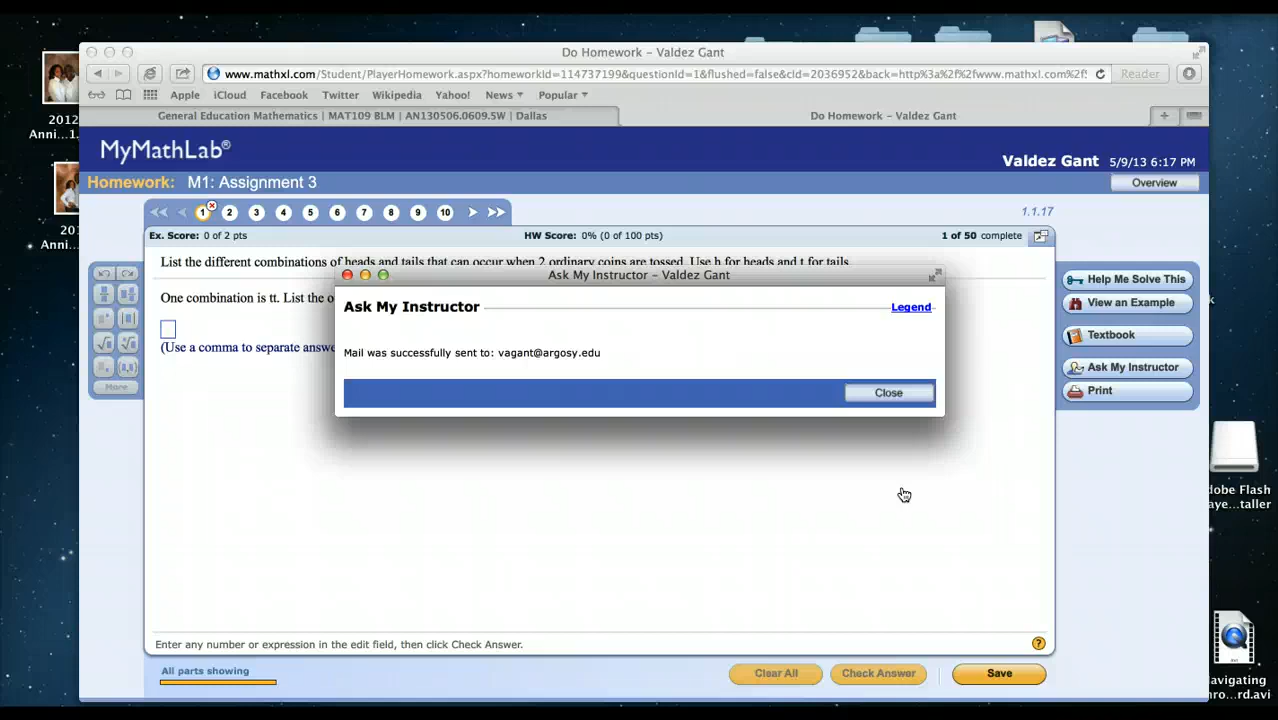 Do Homework – Valdez Gant
www.mathxl.com/Student/PlayerHomework.aspx?homeworkId=114737199&questionId=1&flushed=false&cld=2036952&back=http%3a%2f%2fwww.mathxl.com%2f!
Reader
Apple iCloud Facebook Twitter Wikipedia Yahoo! News ▾ Popular ▾
General Education Mathematics | MAT109 BLM | AN130506.0609.5W | Dallas
Do Homework – Valdez Gant
MyMathLab®
Valdez Gant 5/9/13 6:17 PM
Homework: M1: Assignment 3
Overview
1 2 3 4 5 6 7 8 9 10
1.1.17
Ex. Score: 0 of 2 pts HW Score: 0% (0 of 100 pts) 1 of 50 complete
List the different combinations of heads and tails that can occur when 2 ordinary coins are tossed. Use h for heads and t for tails.
One combination is tt. List the o
(Use a comma to separate answe
More
Ask My Instructor – Valdez Gant
Ask My Instructor
Legend
Mail was successfully sent to: vagant@argosy.edu
Close
Help Me Solve This
View an Example
Textbook
Ask My Instructor
Print
Enter any number or expression in the edit field, then click Check Answer.
?
All parts showing
Clear All Check Answer Save
2012
Anni...1.
201
Anni...
dobe Flash
aye...taller
avigating
hro...rd.avi